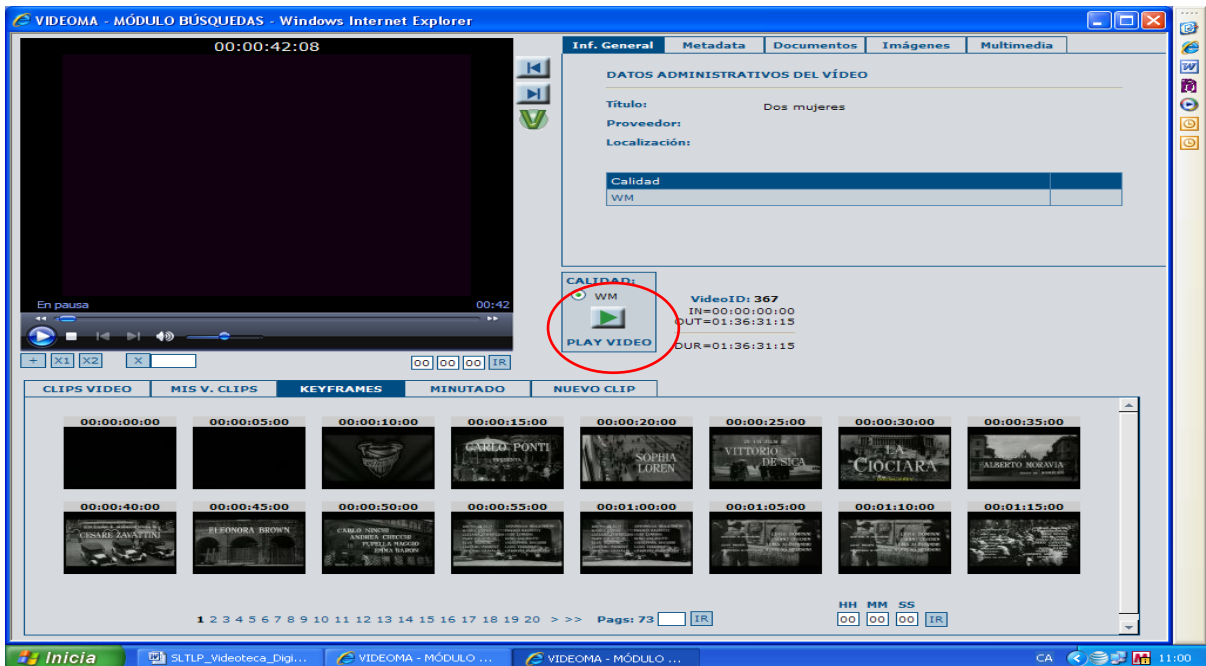 VIDEOMA - MÓDULO BÚSQUEDAS - Windows Internet Explorer
00:00:42:08
En pausa
00:42
+ X1 X2 X
00 00 00 IR
Inf. General Metadata Documentos Imágenes Multimedia
DATOS ADMINISTRATIVOS DEL VÍDEO
Título: Dos mujeres
Proveedor:
Localización:
Calidad
WM
CALIDAD:
WM
PLAY VIDEO
VideoID: 367
IN=00:00:00:00
OUT=01:36:31:15
DUR=01:36:31:15
CLIPS VIDEO MIS V. CLIPS KEYFRAMES MINUTADO NUEVO CLIP
00:00:00:00 00:00:05:00 00:00:10:00 00:00:15:00 00:00:20:00 00:00:25:00 00:00:30:00 00:00:35:00
CARLO PONTI
PRESENTA
SOPHIA
LOREN
VITTORIO
DE SICA
LA
CIOCIARA
ALBERTO MORAVIA
00:00:40:00 00:00:45:00 00:00:50:00 00:00:55:00 00:01:00:00 00:01:05:00 00:01:10:00 00:01:15:00
CESARE ZAVATTINI
ELEONORA BROWN
CARLO NINCHI
ANDREA CHECCHI
PUPELLA MAGGIO
EMMA BARON
1 2 3 4 5 6 7 8 9 10 11 12 13 14 15 16 17 18 19 20 > >> Pags: 73 IR
HH MM SS
00 00 00 IR
Inicia
SLTLP_Videoteca_Digi...
VIDEOMA - MÓDULO ...
VIDEOMA - MÓDULO ...
CA
11:00